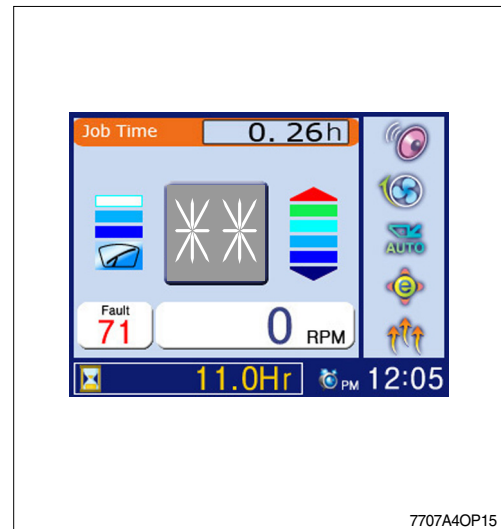 Job Time 0. 26h
AUTO
e
Fault
71
0 RPM
11.0Hr PM 12:05
7707A4OP15